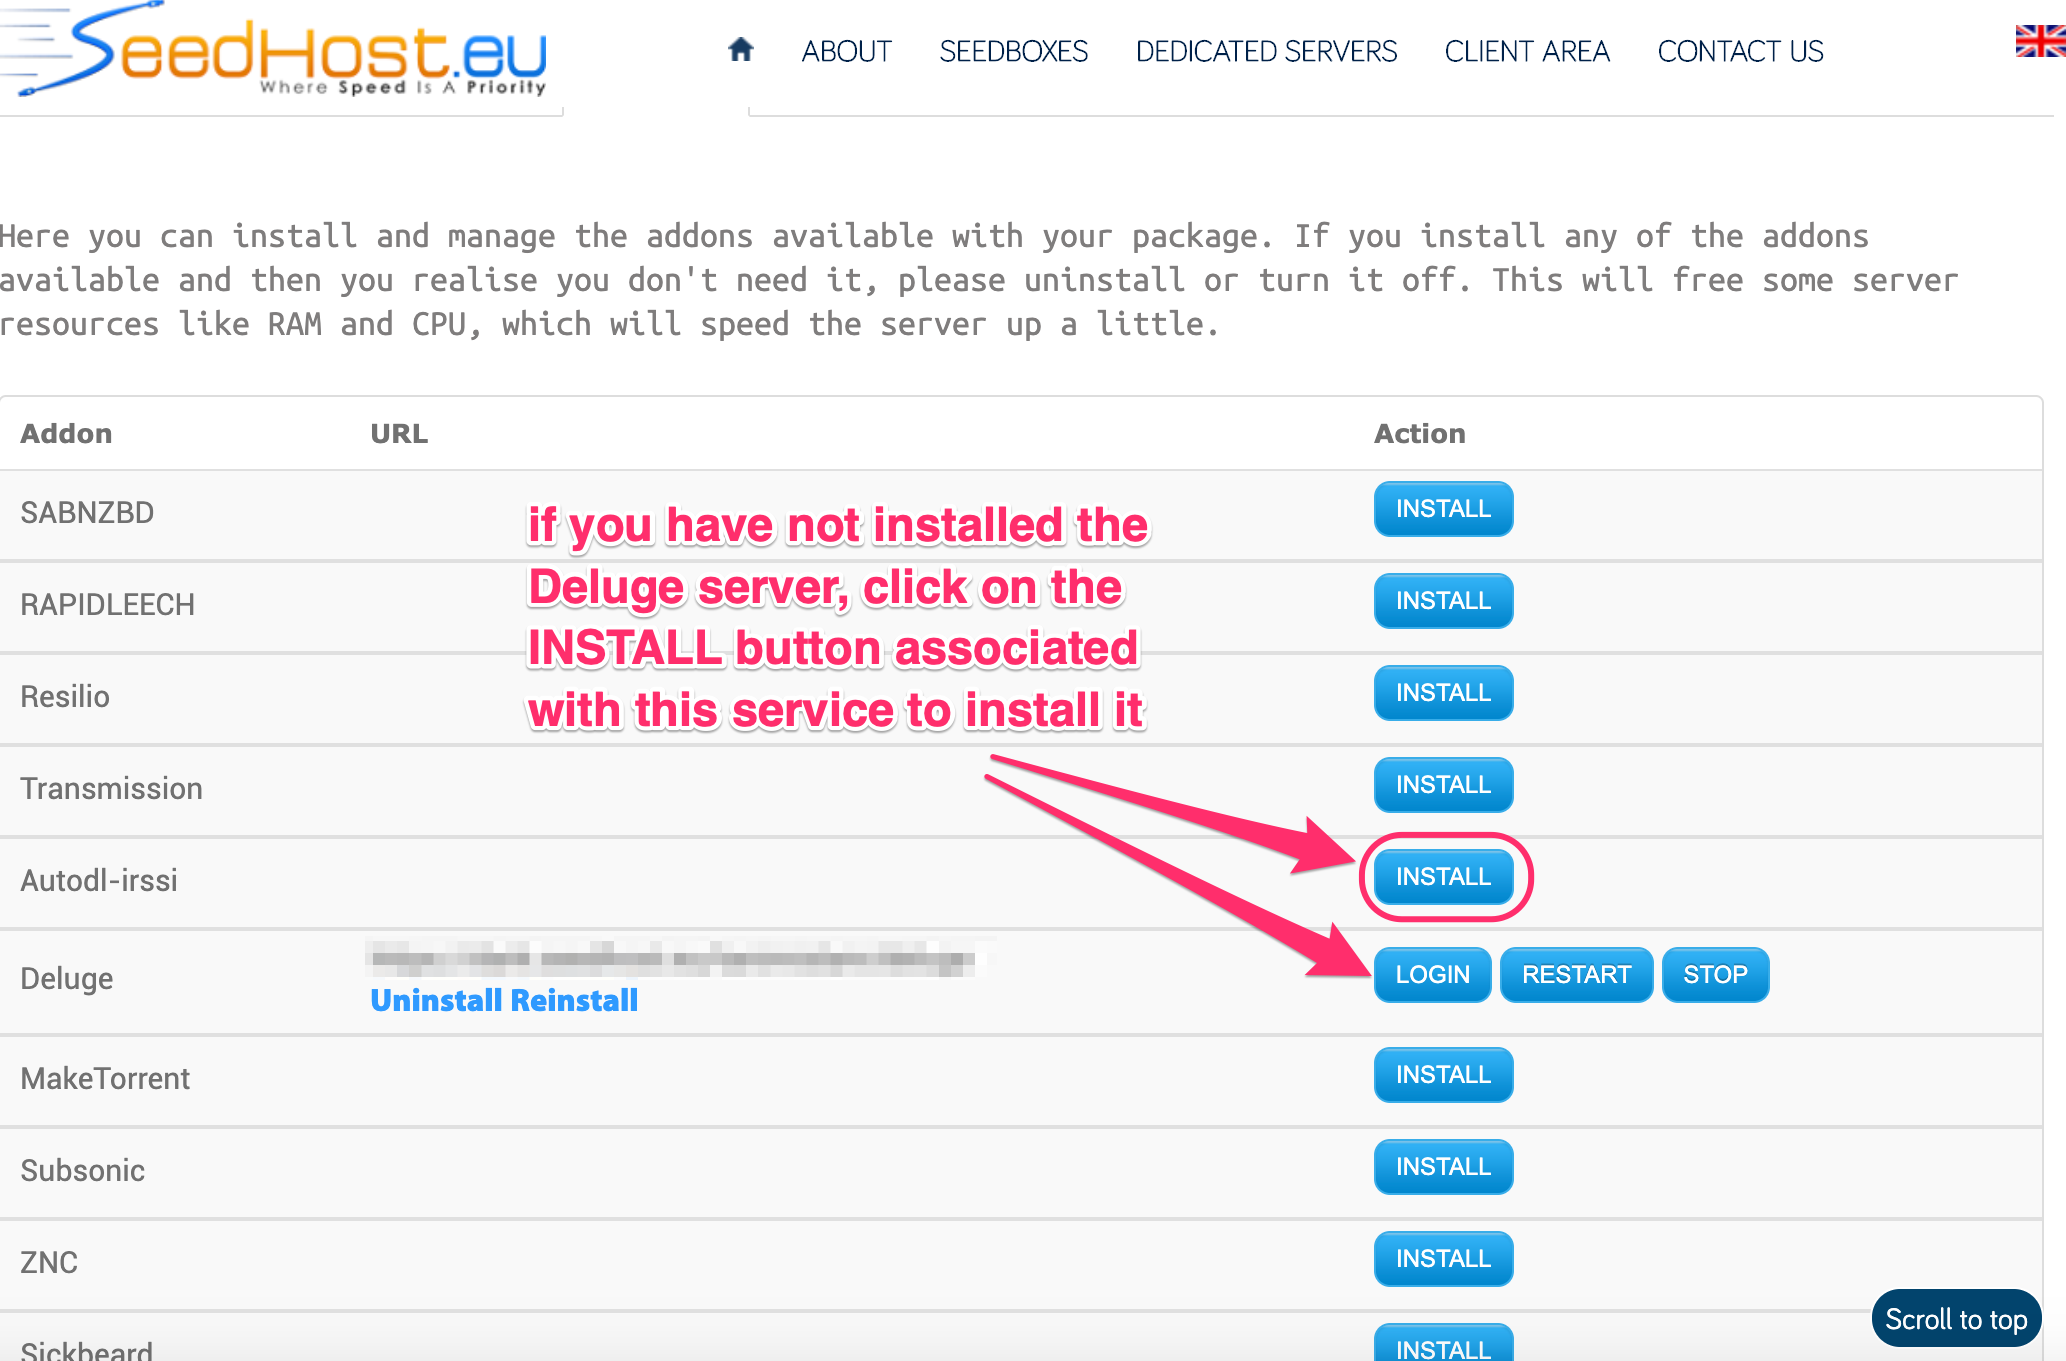 SeedHost.eu
Where Speed Is A Priority
ABOUT SEEDBOXES DEDICATED SERVERS CLIENT AREA CONTACT US
Here you can install and manage the addons available with your package. If you install any of the addons
available and then you realise you don't need it, please uninstall or turn it off. This will free some server
resources like RAM and CPU, which will speed the server up a little.
Addon URL Action
SABNZBD INSTALL
if you have not installed the
Deluge server, click on the
INSTALL button associated
with this service to install it
RAPIDLEECH INSTALL
Resilio INSTALL
Transmission INSTALL
Autodl-irssi INSTALL
Deluge LOGIN RESTART STOP
Uninstall Reinstall
MakeTorrent INSTALL
Subsonic INSTALL
ZNC INSTALL
Scroll to top
Sickbeard INSTALL